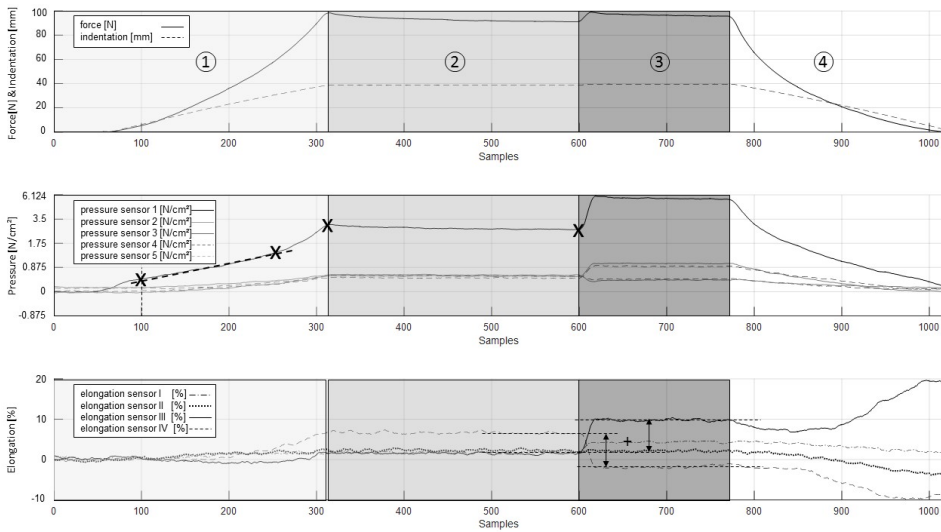 Force[N] & Indentation [mm]
100
80
60
40
20
0
force [N]
indentation [mm]
① ② ③ ④
0 100 200 300 400 500 600 700 800 900 1000
Samples
Pressure [N/cm²]
6.124
3.5
1.75
0.875
0
-0.875
pressure sensor 1 [N/cm²]
pressure sensor 2 [N/cm²]
pressure sensor 3 [N/cm²]
pressure sensor 4 [N/cm²]
pressure sensor 5 [N/cm²]
X X X X
0 100 200 300 400 500 600 700 800 900 1000
Samples
Elongation [%]
20
10
0
-10
elongation sensor I [%]
elongation sensor II [%]
elongation sensor III [%]
elongation sensor IV [%]
+
0 100 200 300 400 500 600 700 800 900 1000
Samples